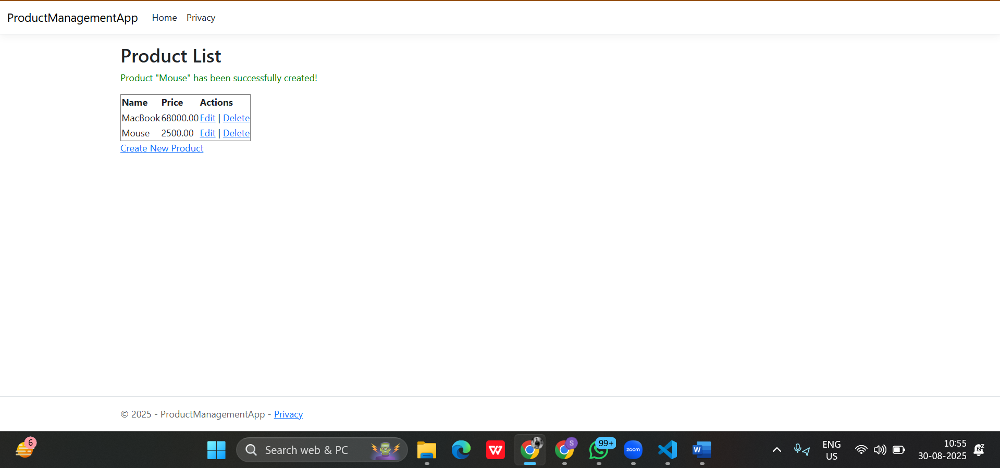 ProductManagementApp Home Privacy
Product List
Product "Mouse" has been successfully created!
Name Price Actions
MacBook 68000.00 Edit | Delete
Mouse 2500.00 Edit | Delete
Create New Product
© 2025 - ProductManagementApp - Privacy
6
Search web & PC
W
S
99+
zoom
W
ENG
US
10:55
30-08-2025